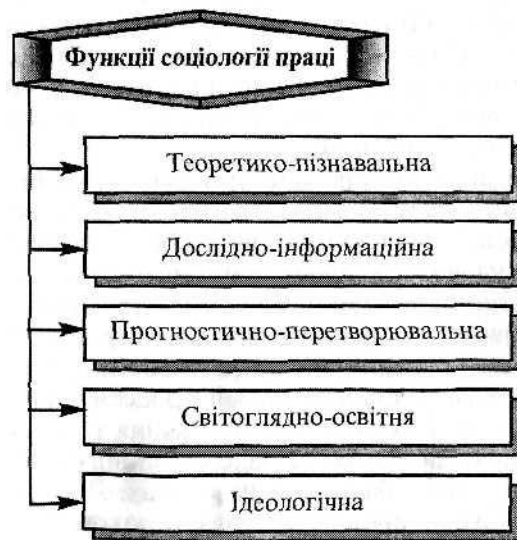 Функції соціології праці
Теоретико-пізнавальна
Дослідно-інформаційна
Прогностично-перетворювальна
Світоглядно-освітня
Ідеологічна